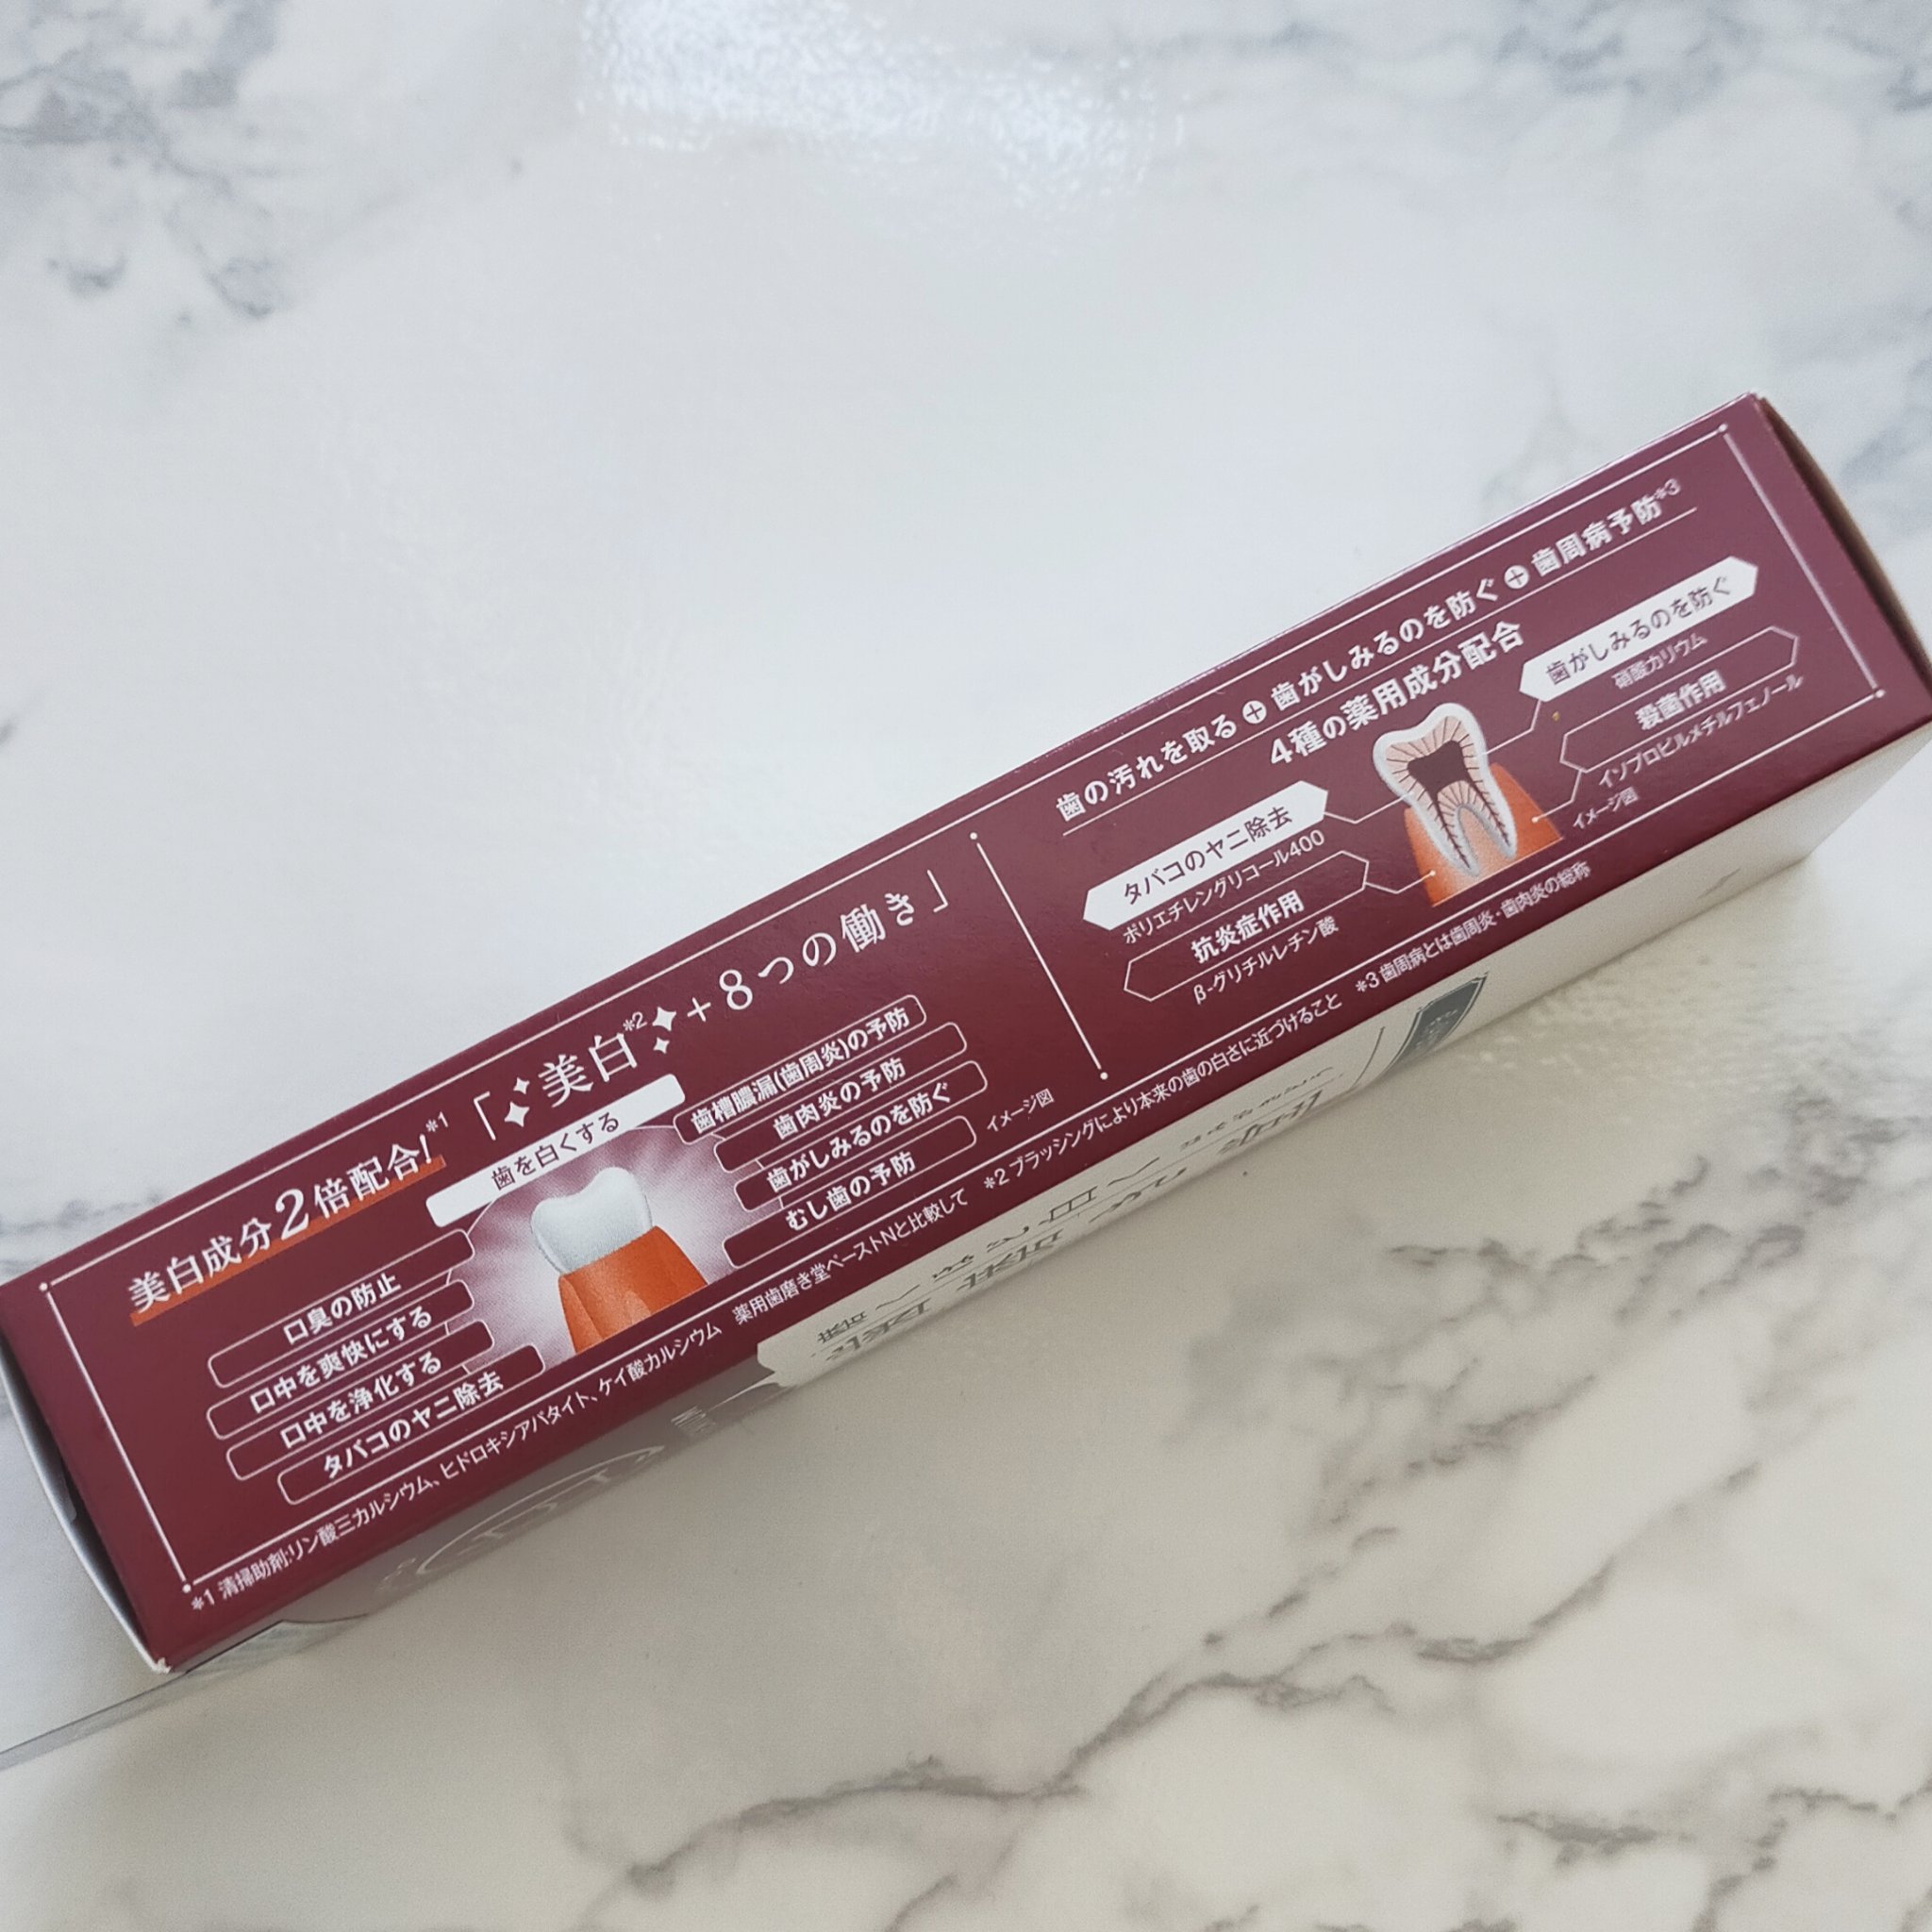 美白成分2倍配合!*1
「美白*2+8つの働き」
歯を白くする
口臭の防止
口中を爽快にする
口中を浄化する
タバコのヤニ除去
歯槽膿漏(歯周炎)の予防
歯肉炎の予防
歯がしみるのを防ぐ
むし歯の予防
イメージ図
歯の汚れを取る+歯がしみるのを防ぐ+歯周病予防*3
4種の薬用成分配合
タバコのヤニ除去
ポリエチレングリコール400
抗炎症作用
β-グリチルレチン酸
歯がしみるのを防ぐ
硝酸カリウム
殺菌作用
イソプロピルメチルフェノール
イメージ図
*1 清掃助剤:リン酸三カルシウム、ヒドロキシアパタイト、ケイ酸カルシウム 薬用歯磨き堂ペーストNと比較して *2 ブラッシングにより本来の歯の白さに近づけること *3 歯周病とは歯周炎・歯肉炎の総称